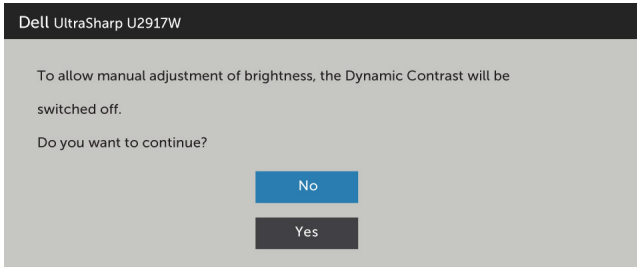 Dell UltraSharp U2917W
To allow manual adjustment of brightness, the Dynamic Contrast will be
switched off.
Do you want to continue?
No
Yes